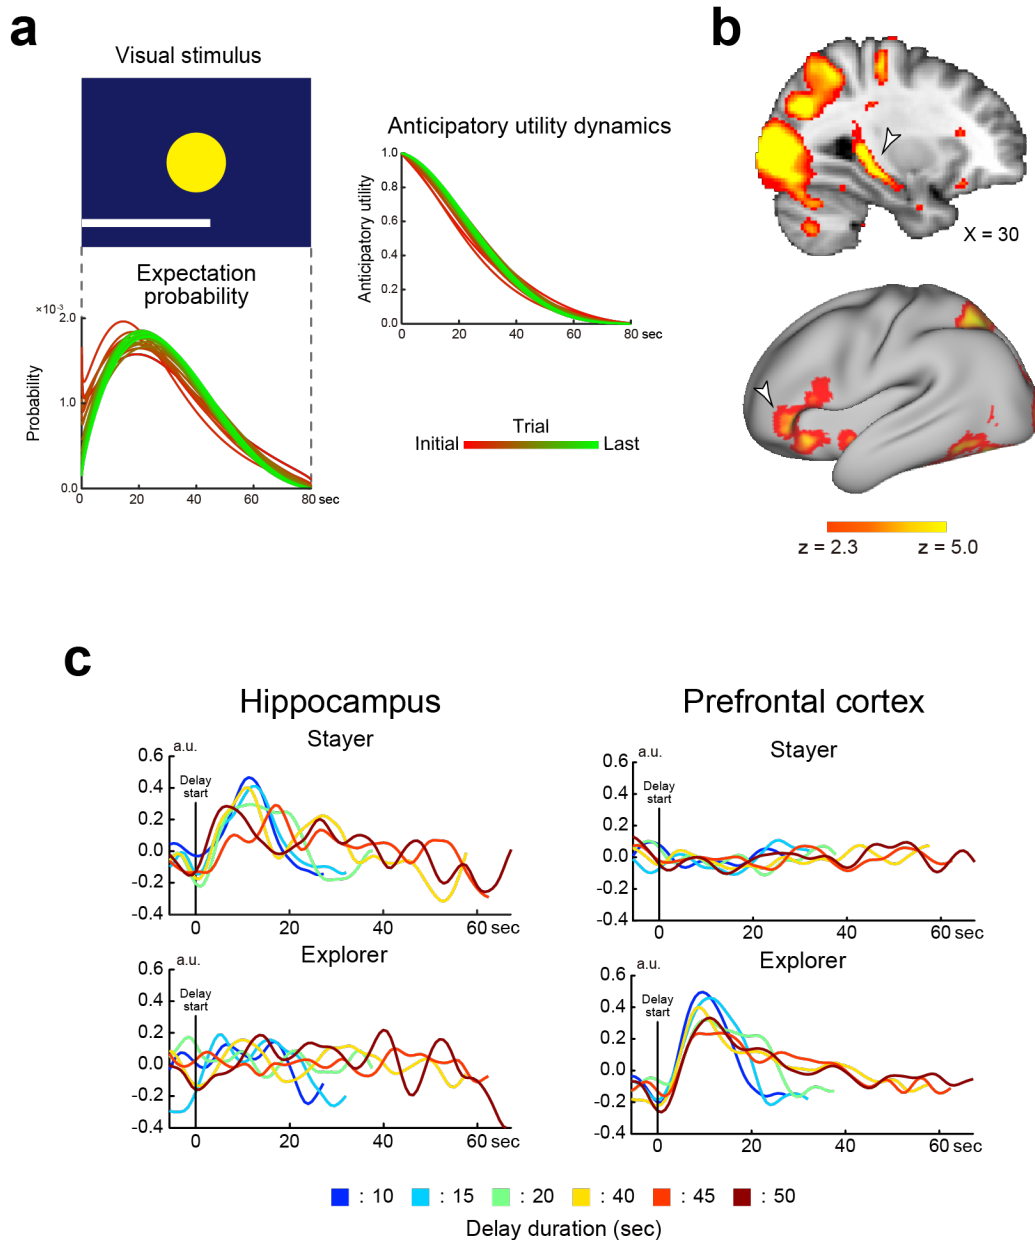 a
Visual stimulus
Expectation
probability
×10⁻³
2.0
1.0
0.0
Probability
0
20
40
60
80 sec
Anticipatory utility dynamics
1.0
0.8
0.6
0.4
0.2
0.0
Anticipatory utility
0
20
40
60
80 sec
Trial
Initial
Last
b
X = 30
z = 2.3
z = 5.0
c
Hippocampus
Stayer
a.u.
0.6
0.4
0.2
0.0
-0.2
-0.4
Delay
start
0
20
40
60 sec
Explorer
a.u.
0.6
0.4
0.2
0.0
-0.2
-0.4
Delay
start
0
20
40
60 sec
Prefrontal cortex
Stayer
a.u.
0.6
0.4
0.2
0.0
-0.2
-0.4
Delay
start
0
20
40
60 sec
Explorer
a.u.
0.6
0.4
0.2
0.0
-0.2
-0.4
Delay
start
0
20
40
60 sec
: 10 : 15 : 20 : 40 : 45 : 50
Delay duration (sec)